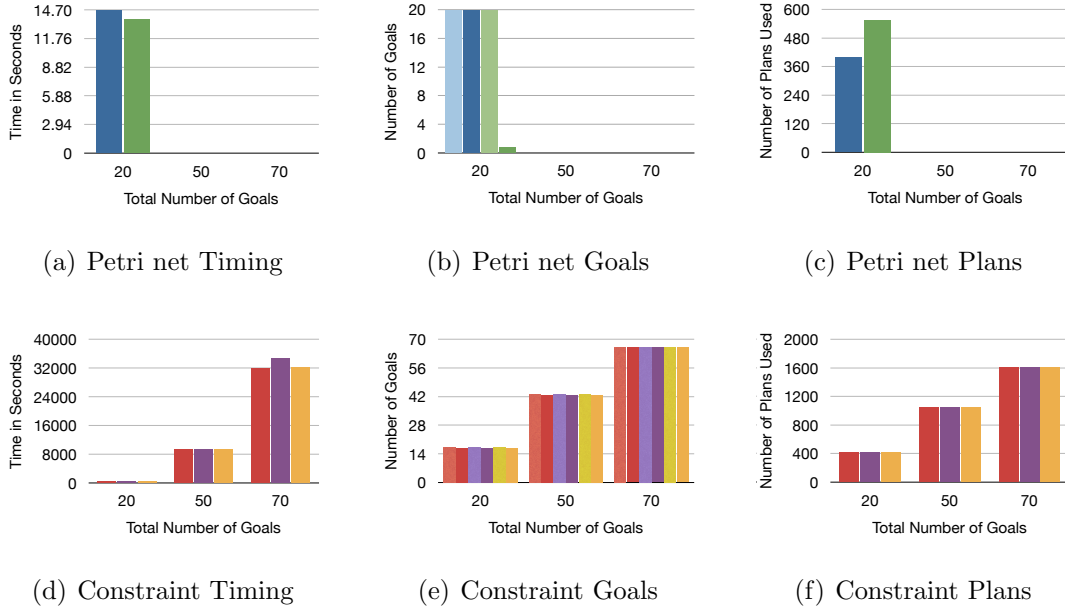 Time in Seconds
14.70
11.76
8.82
5.88
2.94
0
20 50 70
Total Number of Goals
(a) Petri net Timing
Number of Goals
20
16
12
8
4
0
20 50 70
Total Number of Goals
(b) Petri net Goals
Number of Plans Used
600
480
360
240
120
0
20 50 70
Total Number of Goals
(c) Petri net Plans
Time in Seconds
40000
32000
24000
16000
8000
0
20 50 70
Total Number of Goals
(d) Constraint Timing
Number of Goals
70
56
42
28
14
0
20 50 70
Total Number of Goals
(e) Constraint Goals
Number of Plans Used
2000
1600
1200
800
400
0
20 50 70
Total Number of Goals
(f) Constraint Plans